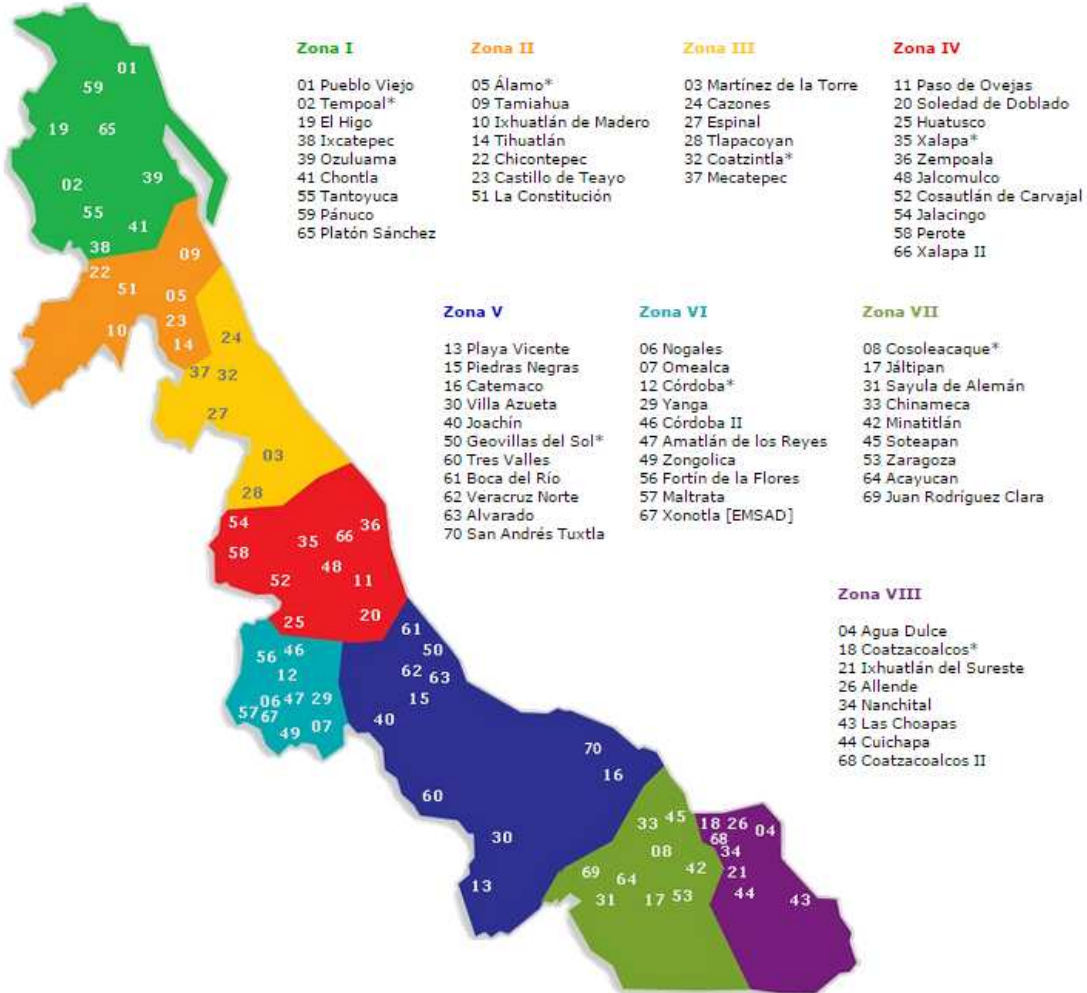 Zona I
01 Pueblo Viejo
02 Tempoal*
19 El Higo
38 Ixcatepec
39 Ozuluama
41 Chontla
55 Tantoyuca
59 Pánuco
65 Platón Sánchez
Zona II
05 Álamo*
09 Tamiahua
10 Ixhuatlán de Madero
14 Tihuatlán
22 Chicontepec
23 Castillo de Teayo
51 La Constitución
Zona III
03 Martínez de la Torre
24 Cazones
27 Espinal
28 Tlapacoyan
32 Coatzintla*
37 Mecatepec
Zona IV
11 Paso de Ovejas
20 Soledad de Doblado
25 Huatusco
35 Xalapa*
36 Zempoala
48 Jalcomulco
52 Cosautlán de Carvajal
54 Jalacingo
58 Perote
66 Xalapa II
Zona V
13 Playa Vicente
15 Piedras Negras
16 Catemaco
30 Villa Azueta
40 Joachín
50 Geovillas del Sol*
60 Tres Valles
61 Boca del Río
62 Veracruz Norte
63 Alvarado
70 San Andrés Tuxtla
Zona VI
06 Nogales
07 Omealca
12 Córdoba*
29 Yanga
46 Córdoba II
47 Amatlán de los Reyes
49 Zongolica
56 Fortín de la Flores
57 Maltrata
67 Xonotla [EMSAD]
Zona VII
08 Cosoleacaque*
17 Jáltipan
31 Sayula de Alemán
33 Chinameca
42 Minatitlán
45 Soteapan
53 Zaragoza
64 Acayucan
69 Juan Rodríguez Clara
Zona VIII
04 Agua Dulce
18 Coatzacoalcos*
21 Ixhuatlán del Sureste
26 Allende
34 Nanchital
43 Las Choapas
44 Cuichapa
68 Coatzacoalcos II
01
59
19
65
02
39
55
41
38
09
22
51
05
23
10
14
24
37
32
27
03
28
54
36
35
66
58
48
52
11
25
20
61
46
56
50
12
62
63
06
47
29
15
57
67
40
07
49
70
16
60
30
13
33
45
18
26
04
68
08
34
69
42
21
64
31
17
53
44
43